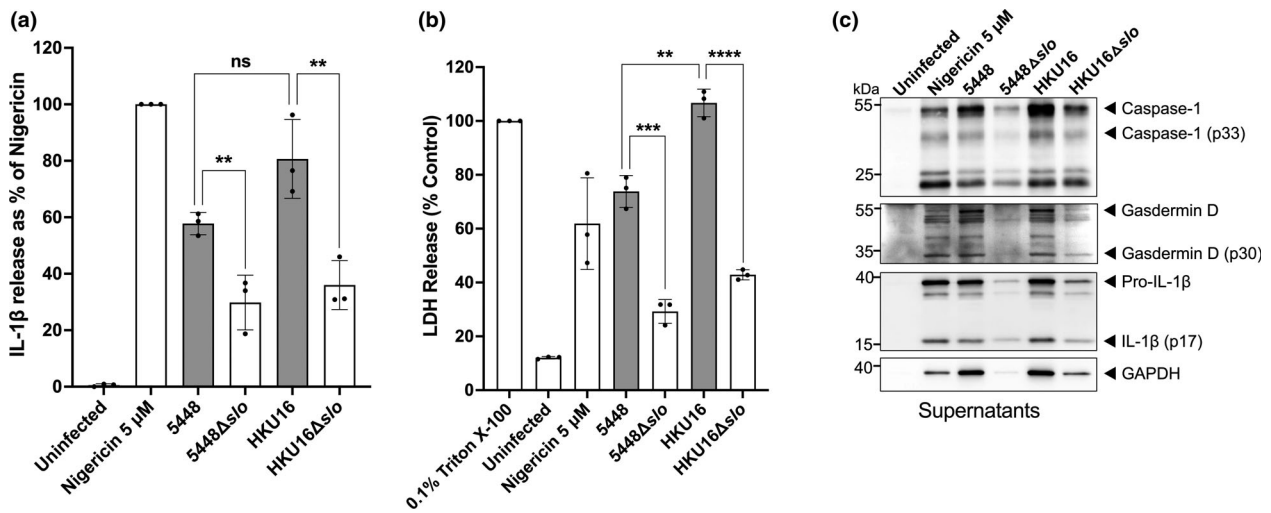 (a)
IL-1β release as % of Nigericin
120
100
80
60
40
20
0
ns
**
**
Uninfected
Nigericin 5 µM
5448
5448Δslo
HKU16
HKU16Δslo
(b)
LDH Release (% Control)
120
100
80
60
40
20
0
**
****
***
0.1% Triton X-100
Uninfected
Nigericin 5 µM
5448
5448Δslo
HKU16
HKU16Δslo
(c)
Uninfected
Nigericin 5 µM
5448
5448Δslo
HKU16
HKU16Δslo
kDa
55
Caspase-1
Caspase-1 (p33)
25
55
Gasdermin D
35
Gasdermin D (p30)
40
Pro-IL-1β
15
IL-1β (p17)
40
GAPDH
Supernatants